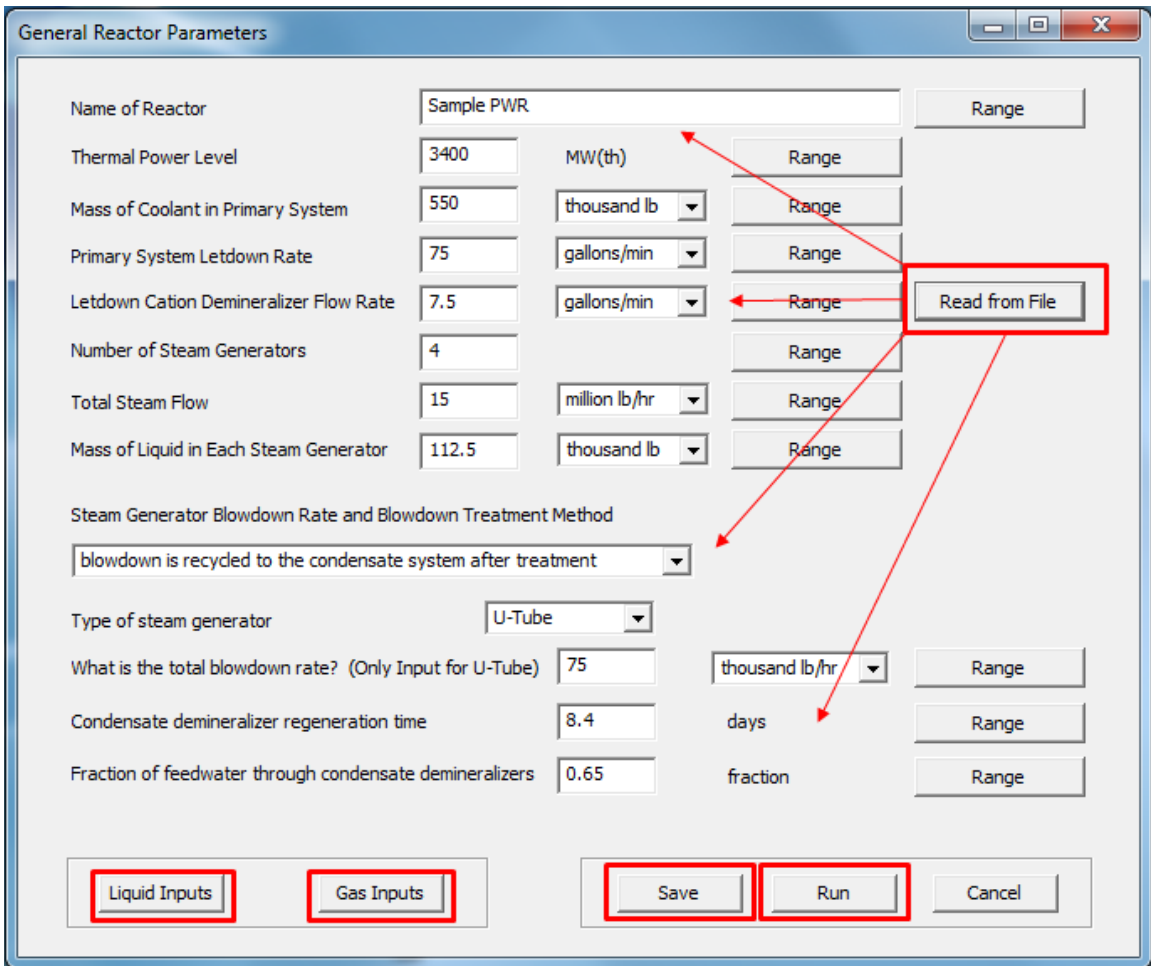 General Reactor Parameters
Name of Reactor Sample PWR Range
Thermal Power Level 3400 MW(th) Range
Mass of Coolant in Primary System 550 thousand lb Range
Primary System Letdown Rate 75 gallons/min Range
Letdown Cation Demineralizer Flow Rate 7.5 gallons/min Range Read from File
Number of Steam Generators 4 Range
Total Steam Flow 15 million lb/hr Range
Mass of Liquid in Each Steam Generator 112.5 thousand lb Range
Steam Generator Blowdown Rate and Blowdown Treatment Method
blowdown is recycled to the condensate system after treatment
Type of steam generator U-Tube
What is the total blowdown rate? (Only Input for U-Tube) 75 thousand lb/hr Range
Condensate demineralizer regeneration time 8.4 days Range
Fraction of feedwater through condensate demineralizers 0.65 fraction Range
Liquid Inputs Gas Inputs Save Run Cancel